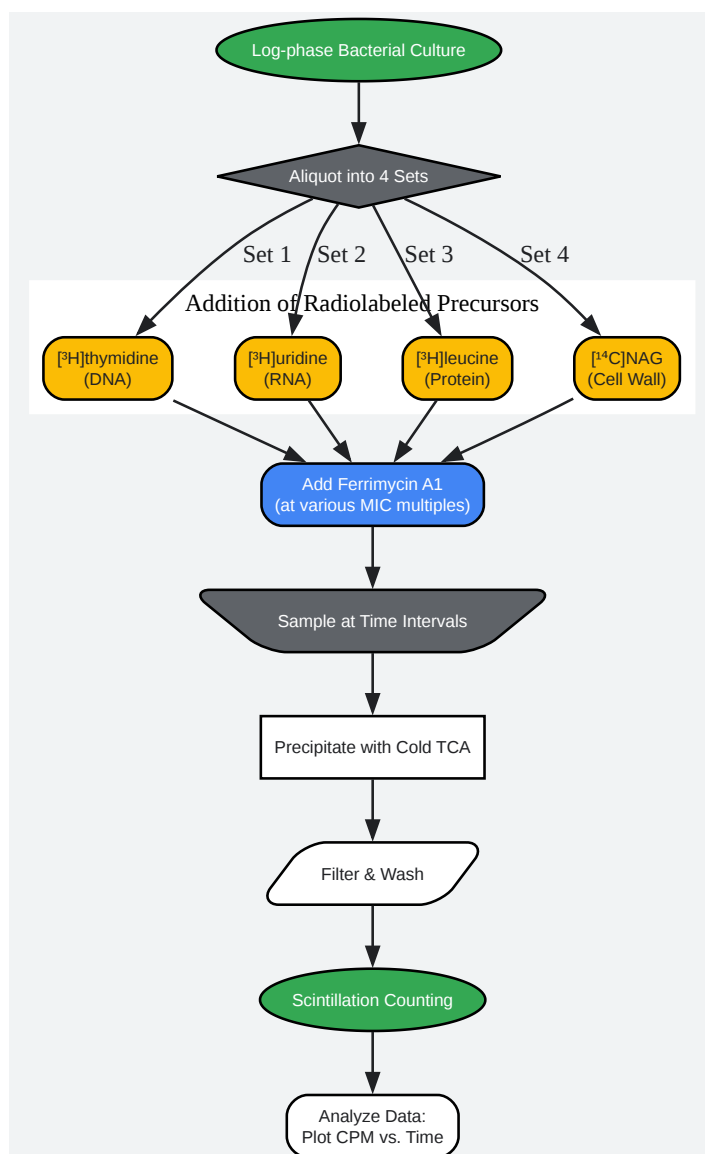 Log-phase Bacterial Culture
Aliquot into 4 Sets
Set 1
Set 2
Set 3
Set 4
Addition of Radiolabeled Precursors
[³H]thymidine
(DNA)
[³H]uridine
(RNA)
[³H]leucine
(Protein)
[¹⁴C]NAG
(Cell Wall)
Add Ferrimycin A1
(at various MIC multiples)
Sample at Time Intervals
Precipitate with Cold TCA
Filter & Wash
Scintillation Counting
Analyze Data:
Plot CPM vs. Time